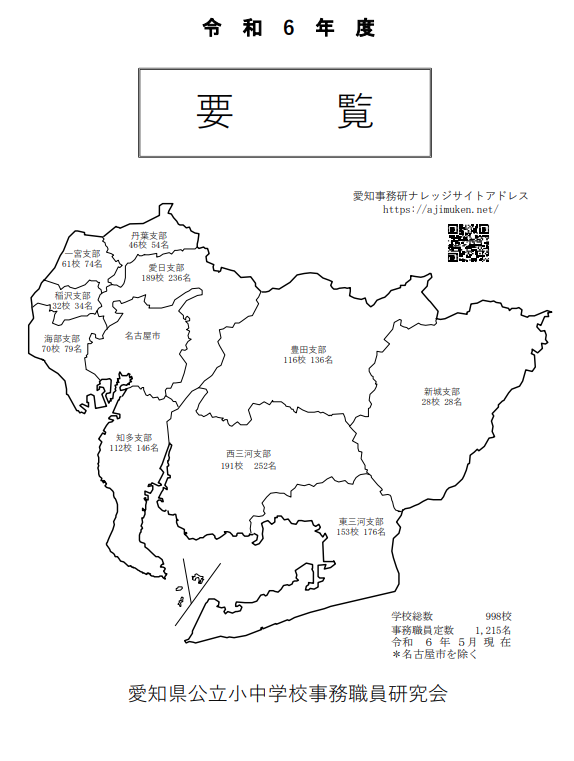 令 和 6 年 度
要 覧
愛知事務研ナレッジサイトアドレス
https://ajimuken.net/
丹葉支部
46校 54名
一宮支部
61校 74名
愛日支部
189校 236名
稲沢支部
32校 34名
海部支部
70校 79名
名古屋市
豊田支部
116校 136名
新城支部
28校 28名
知多支部
112校 146名
西三河支部
191校 252名
東三河支部
153校 176名
学校総数 998校
事務職員定数 1,215名
令和 6 年 5月 現 在
＊名古屋市を除く
愛知県公立小中学校事務職員研究会